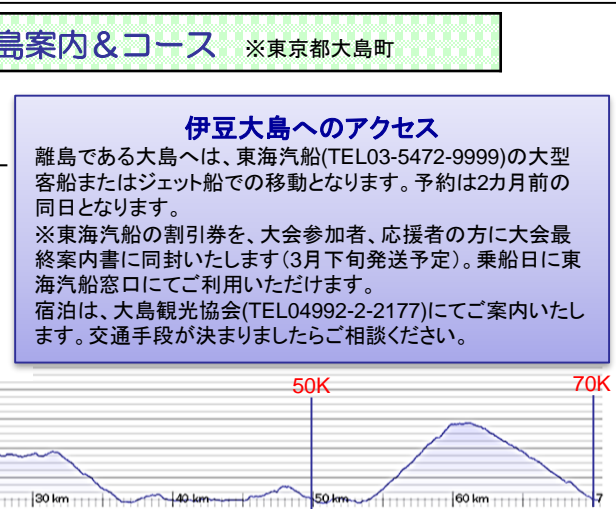 島案内&コース ※東京都大島町
伊豆大島へのアクセス
離島である大島へは、東海汽船(TEL03-5472-9999)の大型
客船またはジェット船での移動となります。予約は2カ月前の
同日となります。
※東海汽船の割引券を、大会参加者、応援者の方に大会最
終案内書に同封いたします(3月下旬発送予定)。乗船日に東
海汽船窓口にてご利用いただけます。
宿泊は、大島観光協会(TEL04992-2-2177)にてご案内いたし
ます。交通手段が決まりましたらご相談ください。
50K 70K
30 km 40 km 50 km 60 km 7